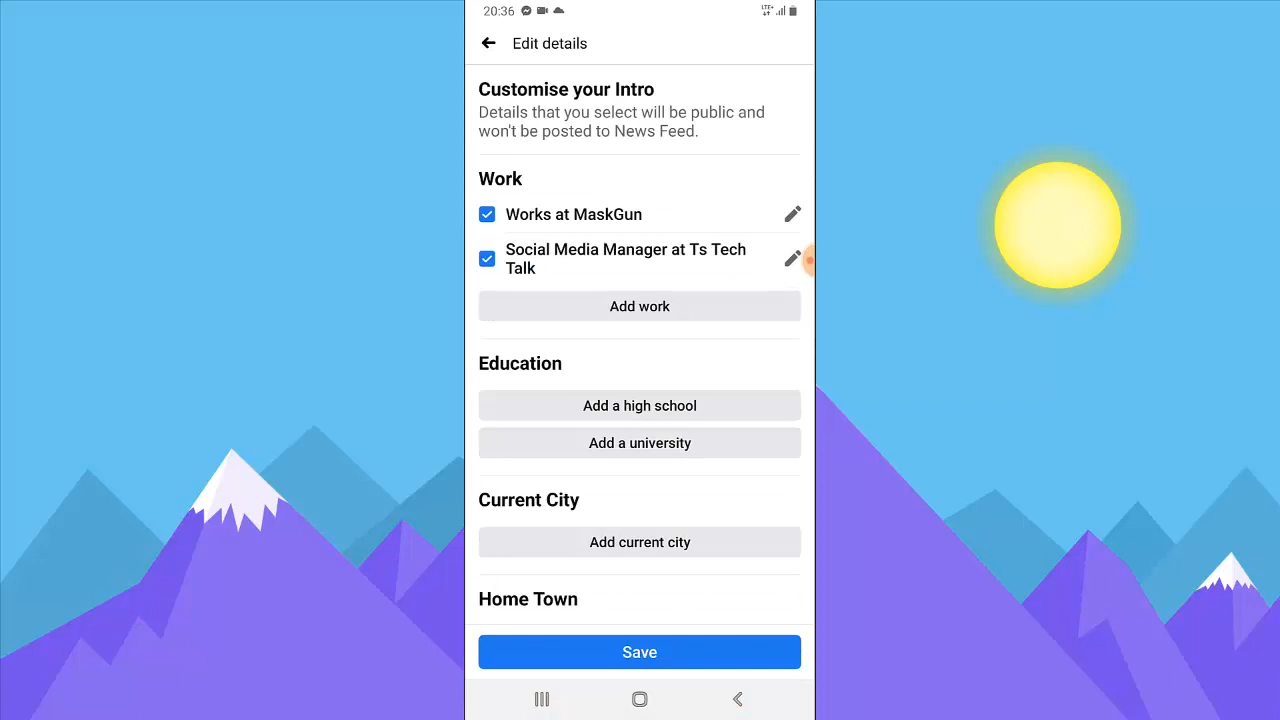 20:36
LTE+
Edit details
Customise your Intro
Details that you select will be public and
won't be posted to News Feed.
Work
Works at MaskGun
Social Media Manager at Ts Tech
Talk
Add work
Education
Add a high school
Add a university
Current City
Add current city
Home Town
Save